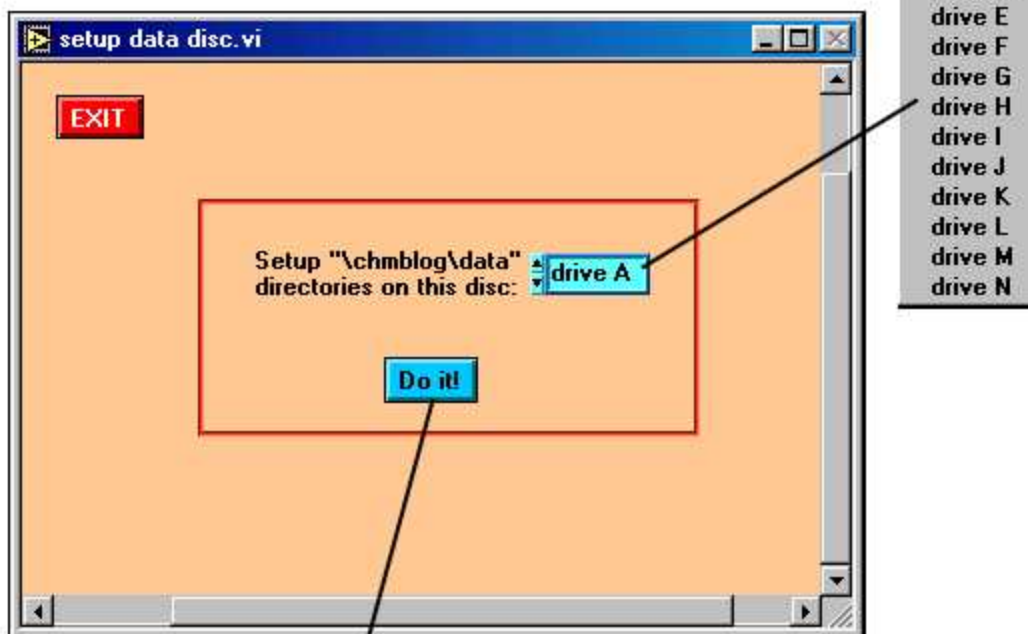 setup data disc.vi
EXIT
Setup "\chmblog\data"
directories on this disc:
drive A
Do it!
drive E
drive F
drive G
drive H
drive I
drive J
drive K
drive L
drive M
drive N